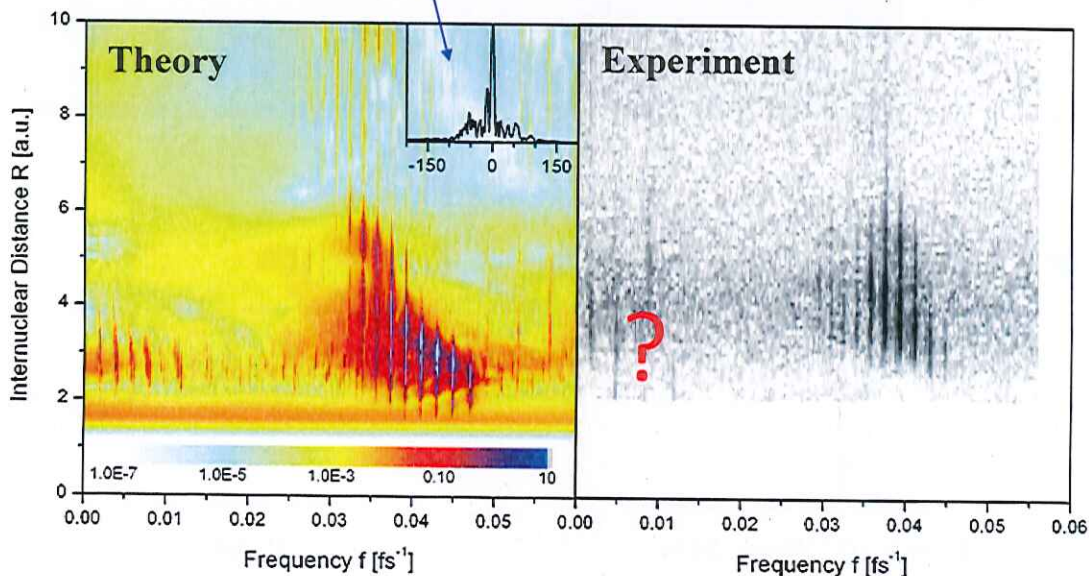 Theory
Experiment
-150 0 150
?
10
8
6
4
2
0
Internuclear Distance R [a.u.]
1.0E-7 1.0E-5 1.0E-3 0.10 10
0.00 0.01 0.02 0.03 0.04 0.05 0.0
0.01 0.02 0.03 0.04 0.05 0.06
Frequency f [fs⁻¹]
Frequency f [fs⁻¹]